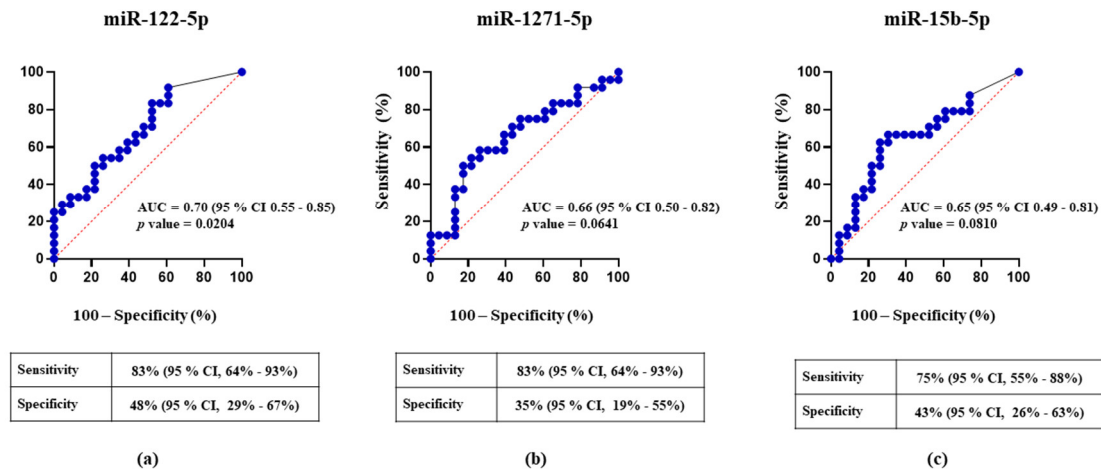 miR-122-5p
miR-1271-5p
miR-15b-5p
100
80
60
40
20
0
AUC = 0.70 (95 % CI 0.55 - 0.85)
p value = 0.0204
0 20 40 60 80 100
100 – Specificity (%)
Sensitivity (%)
100
80
60
40
20
0
AUC = 0.66 (95 % CI 0.50 - 0.82)
p value = 0.0641
0 20 40 60 80 100
100 – Specificity (%)
Sensitivity (%)
100
80
60
40
20
0
AUC = 0.65 (95 % CI 0.49 - 0.81)
p value = 0.0810
0 20 40 60 80 100
100 – Specificity (%)
Sensitivity 83% (95 % CI, 64% - 93%)
Specificity 48% (95 % CI, 29% - 67%)
Sensitivity 83% (95 % CI, 64% - 93%)
Specificity 35% (95 % CI, 19% - 55%)
Sensitivity 75% (95 % CI, 55% - 88%)
Specificity 43% (95 % CI, 26% - 63%)
(a)
(b)
(c)